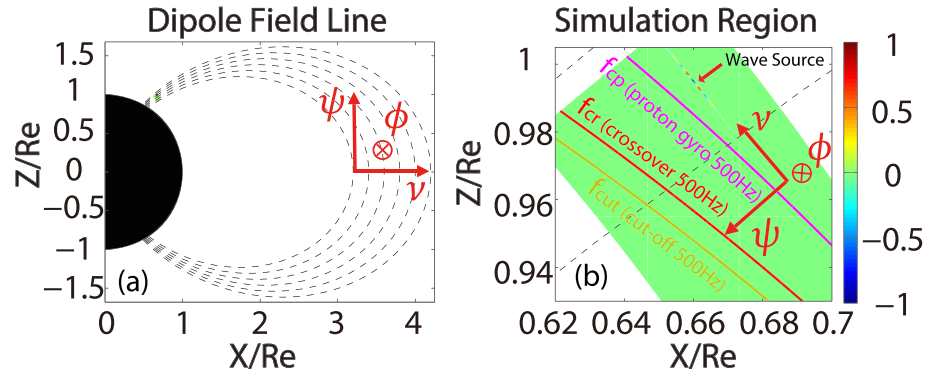 Dipole Field Line
Z/Re
1.5
1
0.5
0
−0.5
−1
−1.5
ψ
ϕ
ν
(a)
0
1
2
3
4
X/Re
Simulation Region
Z/Re
1
0.98
0.96
0.94
Wave Source
fcp (proton gyro 500Hz)
fcr (crossover 500Hz)
fcut (cut-off 500Hz)
ν
ϕ
ψ
(b)
0.62
0.64
0.66
0.68
0.7
X/Re
1
0.5
0
−0.5
−1